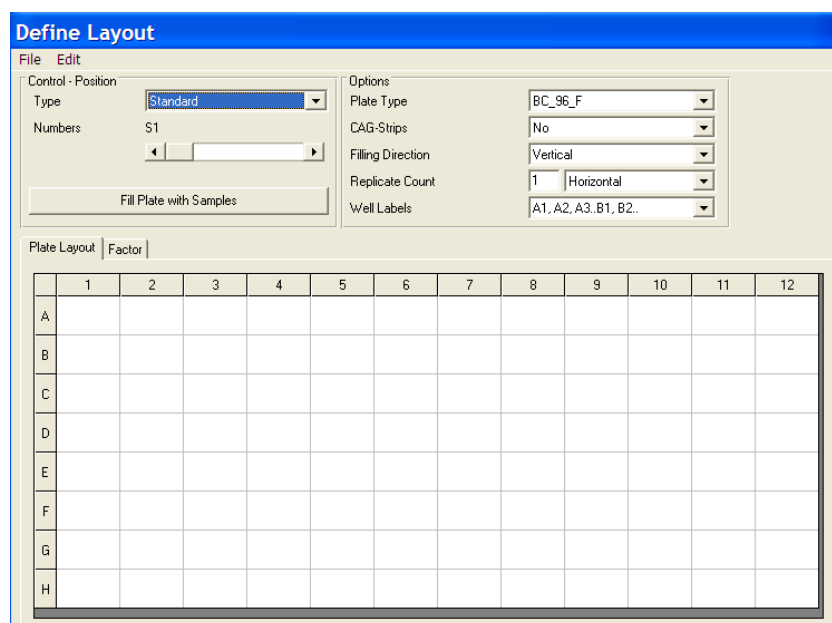 Define Layout
File Edit
Control - Position
Type Standard
Numbers S1
Fill Plate with Samples
Options
Plate Type BC_96_F
CAG-Strips No
Filling Direction Vertical
Replicate Count 1 Horizontal
Well Labels A1, A2, A3..B1, B2..
Plate Layout Factor
1 2 3 4 5 6 7 8 9 10 11 12
A
B
C
D
E
F
G
H